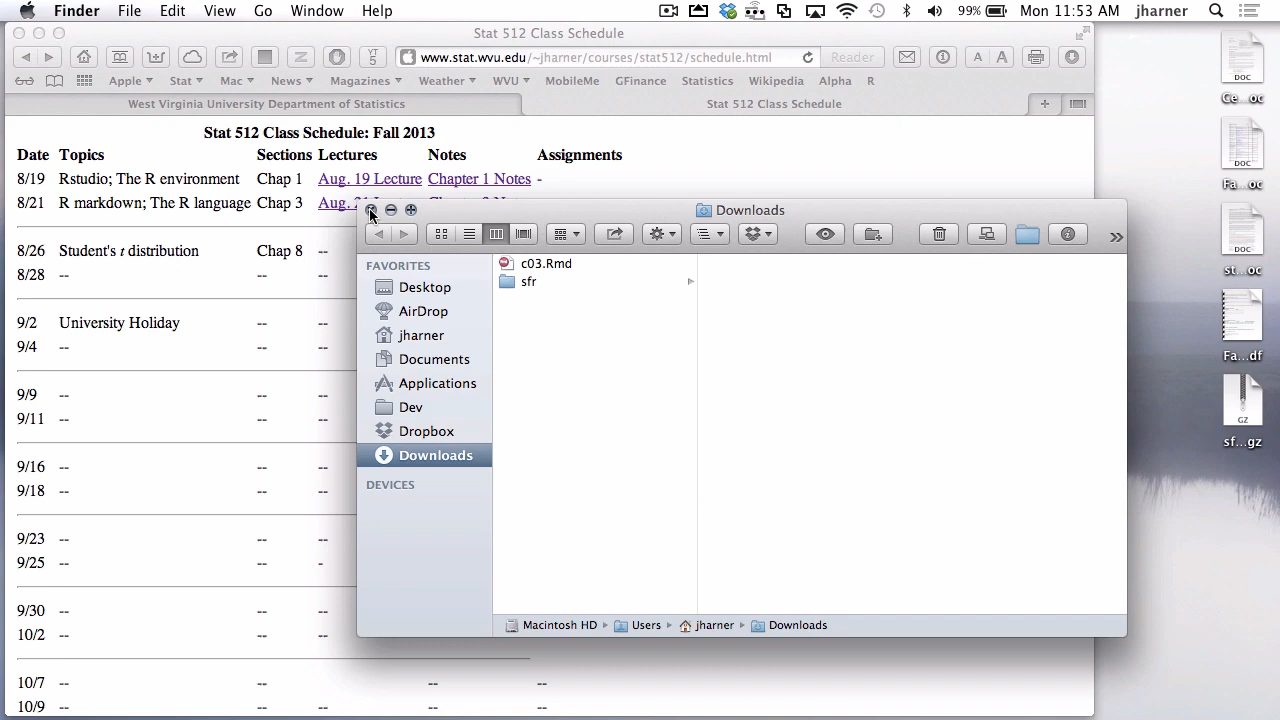 Finder File Edit View Go Window Help 99% Mon 11:53 AM jharner
Stat 512 Class Schedule
www.stat.wvu.edu/~jharner/courses/stat512/schedule.html Reader
Apple Stat Mac News Magazines Weather WVU MobileMe GFinance Statistics Wikipedia Alpha R
West Virginia University Department of Statistics Stat 512 Class Schedule
Stat 512 Class Schedule: Fall 2013
Date Topics Sections Lectures Notes Assignments
8/19 Rstudio; The R environment Chap 1 Aug. 19 Lecture Chapter 1 Notes -
8/21 R markdown; The R language Chap 3
8/26 Student's t distribution Chap 8 --
8/28 -- -- --
9/2 University Holiday -- --
9/4 -- -- --
9/9 -- -- --
9/11 -- -- --
9/16 -- -- --
9/18 -- -- --
9/23 -- -- --
9/25 -- -- -
9/30 -- -- --
10/2 -- -- --
10/7 -- -- -- --
10/9 -- -- -- --
Downloads
FAVORITES
Desktop
AirDrop
jharner
Documents
Applications
Dev
Dropbox
Downloads
DEVICES
c03.Rmd
sfr
Macintosh HD Users jharner Downloads
DOC
Ce...oc
DOC
Fa...oc
DOC
st...oc
Fa...df
GZ
sf...gz